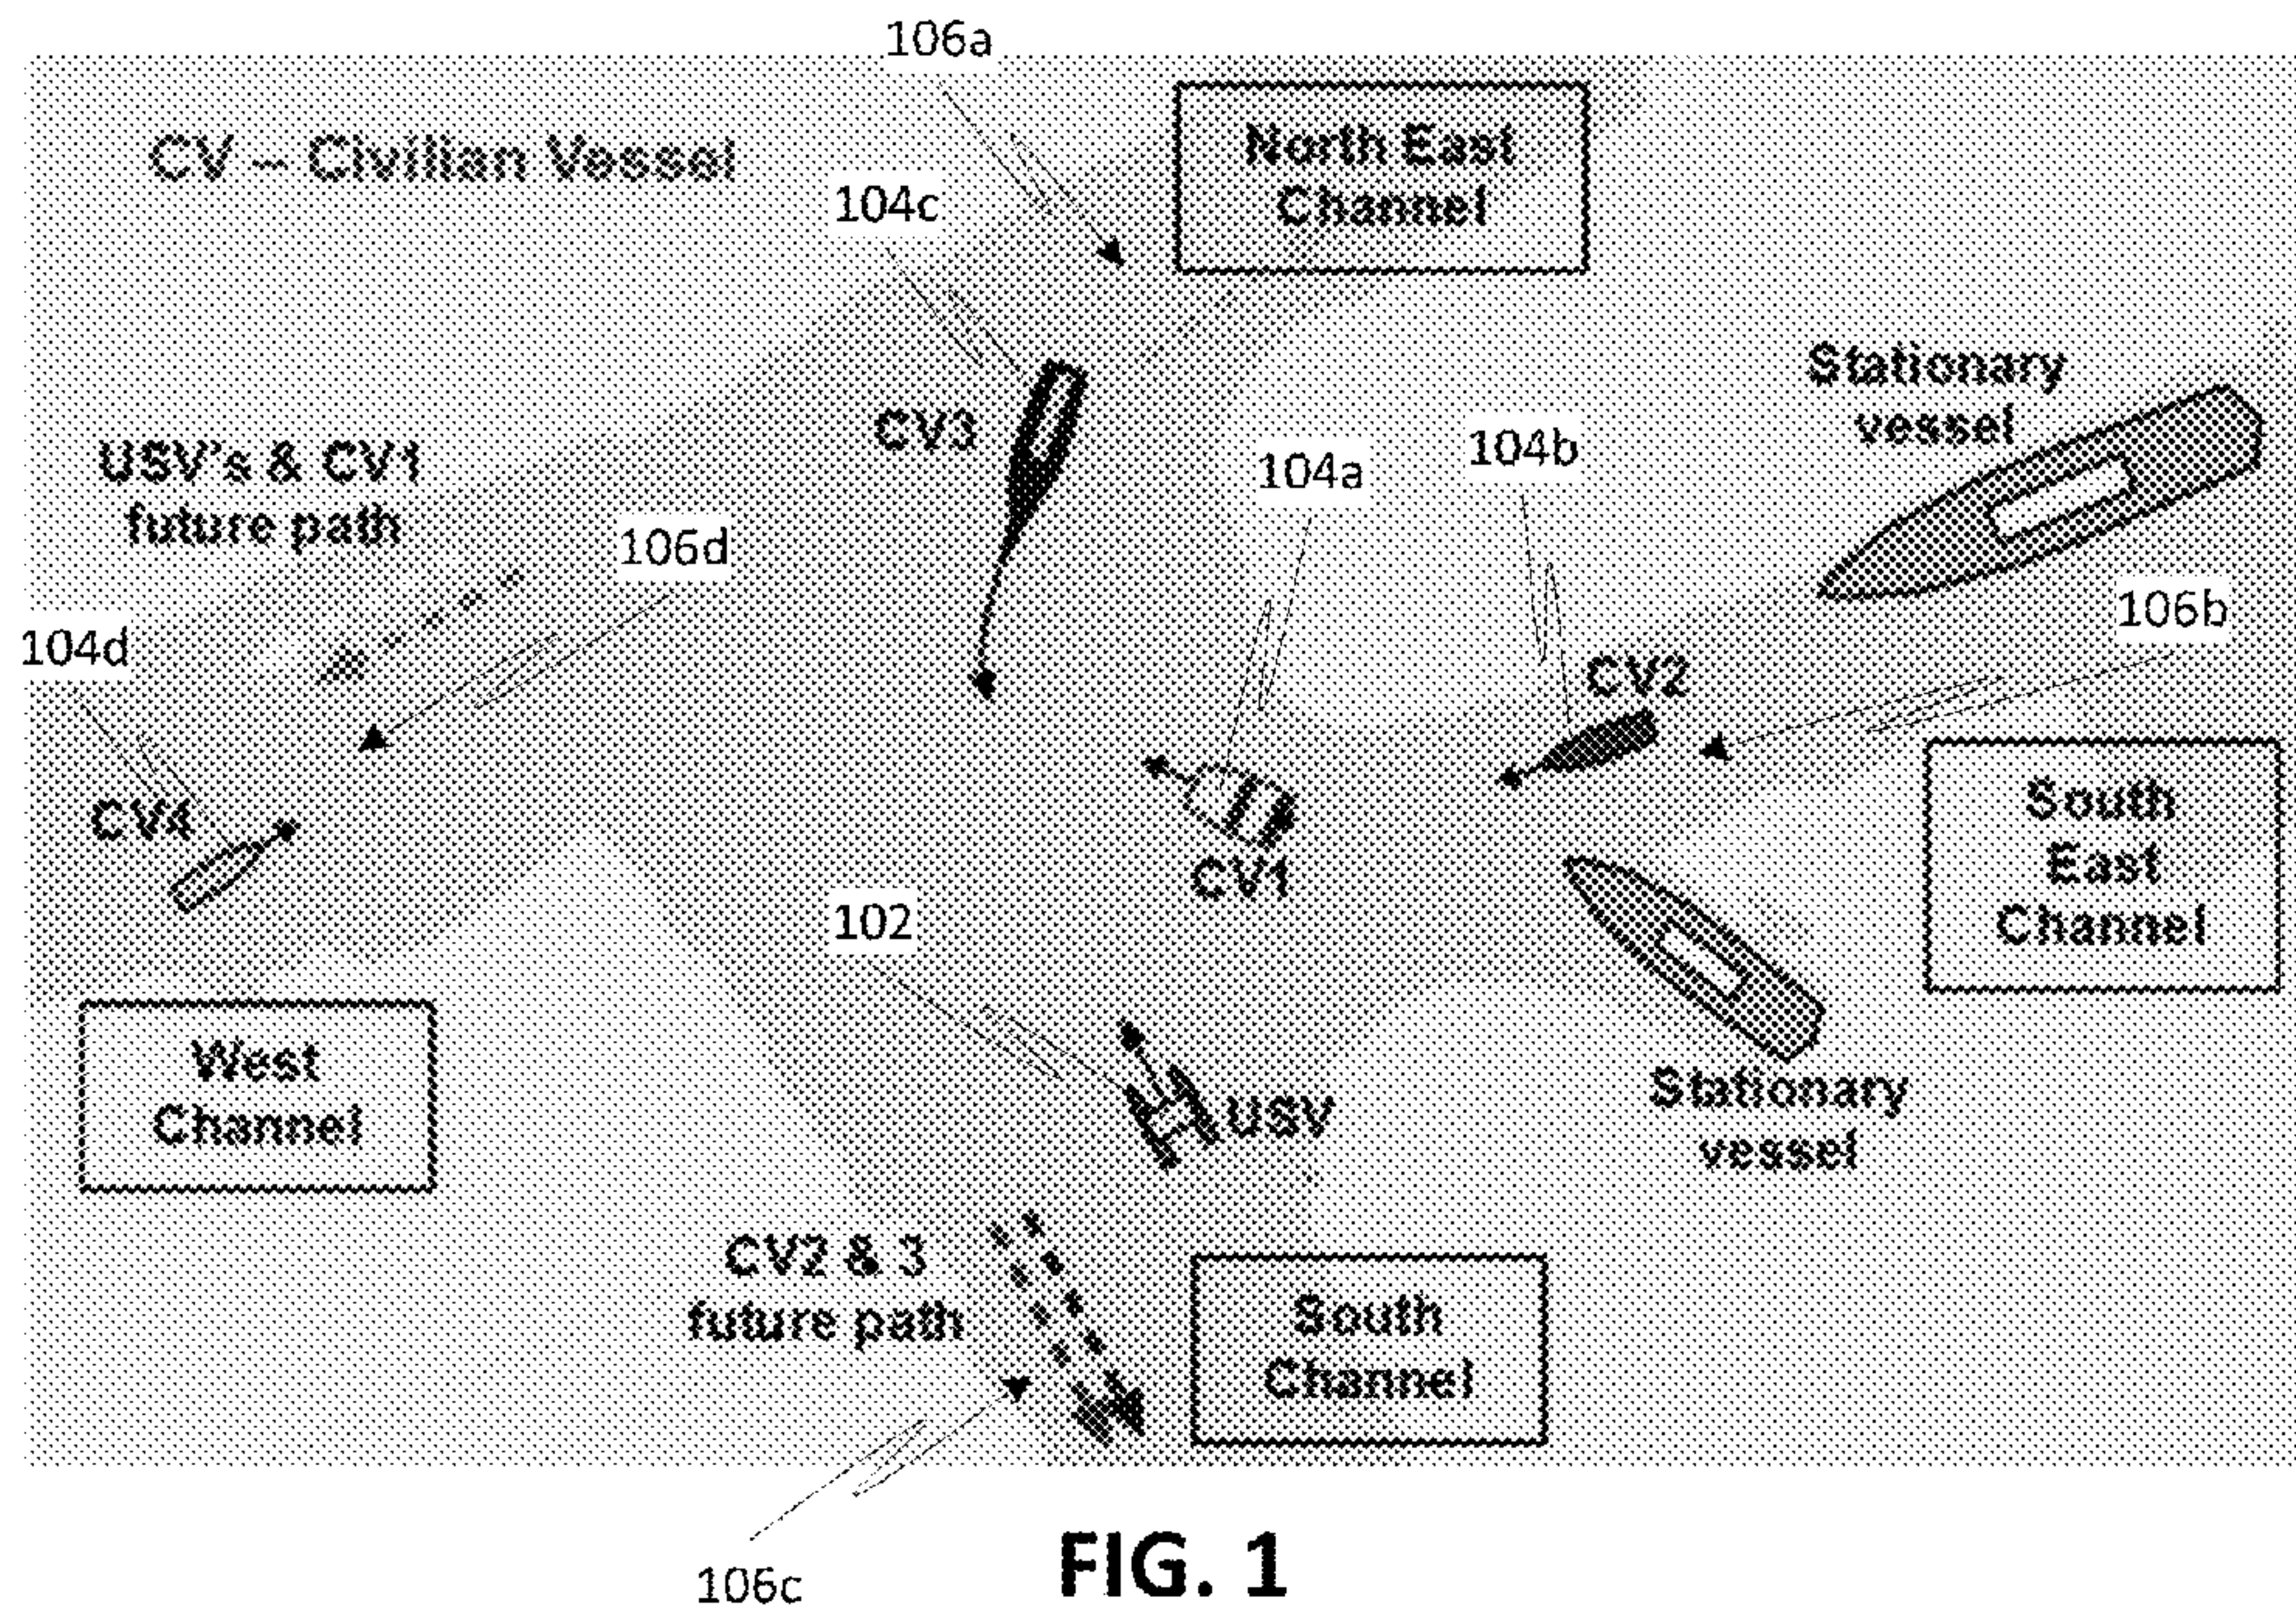 106a
CV – Civilian Vessel
North East
Channel
104c
CV3
Stationary
vessel
104a
104b
USV's & CV1
future path
106d
106b
104d
CV2
CV4
CV1
South
East
Channel
102
West
Channel
USV
Stationary
vessel
CV2 & 3
future path
South
Channel
106c
FIG. 1